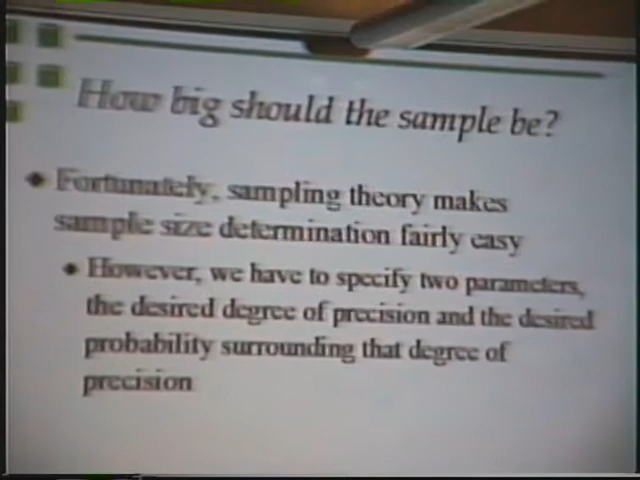 How big should the sample be?
Fortunately, sampling theory makes
sample size determination fairly easy
However, we have to specify two parameters,
the desired degree of precision and the desired
probability surrounding that degree of
precision